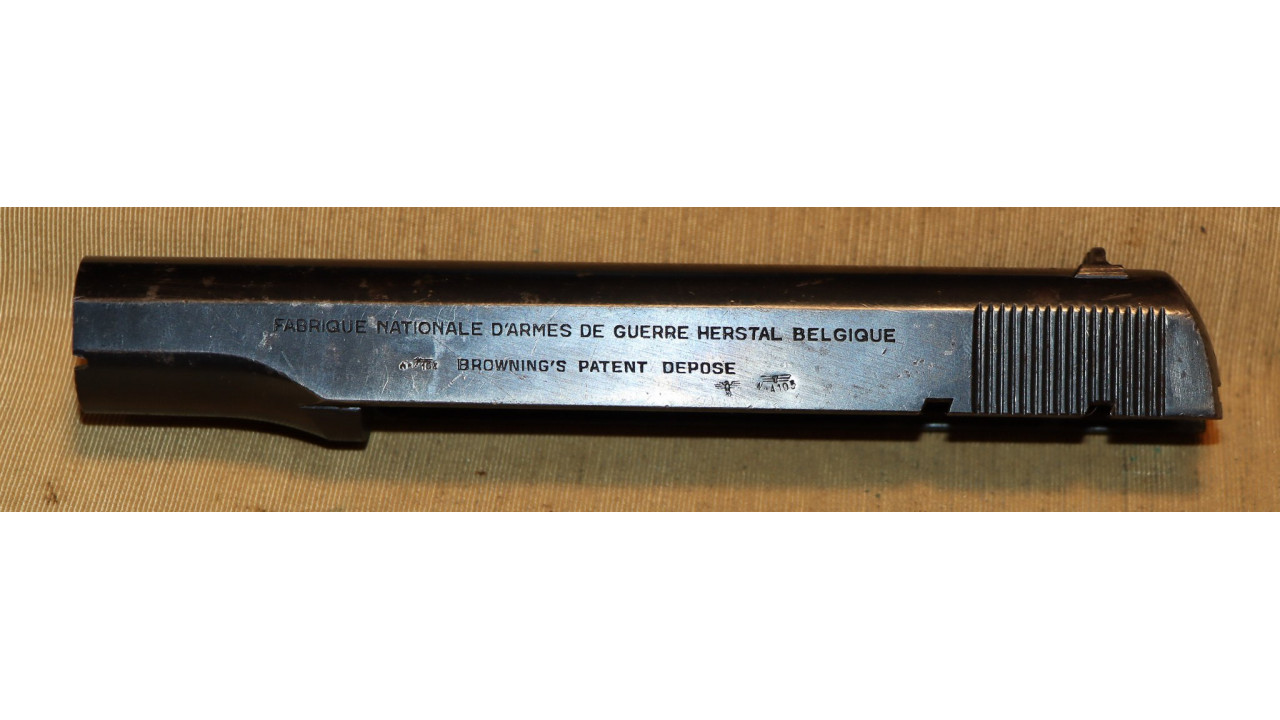 FABRIQUE NATIONALE D'ARMES DE GUERRE HERSTAL BELGIQUE
BROWNING'S PATENT DEPOSE